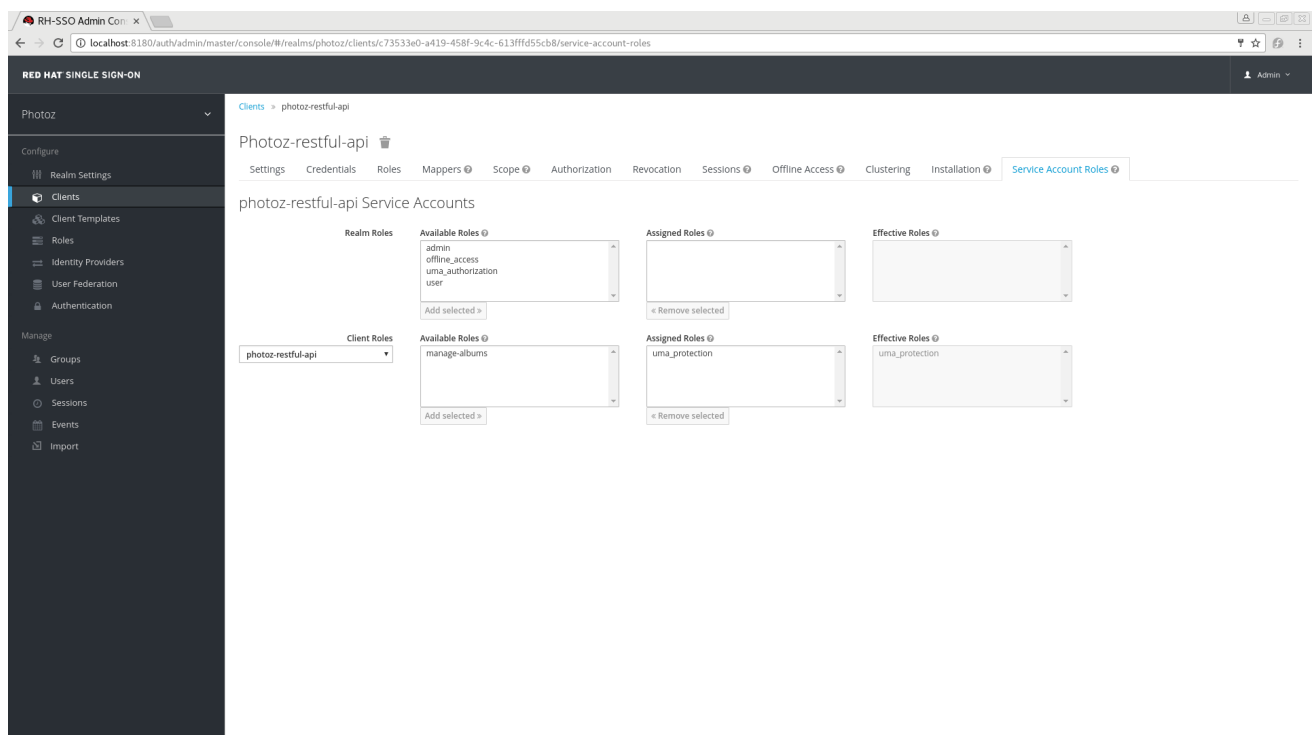 RH-SSO Admin Con
localhost:8180/auth/admin/master/console/#/realms/photoz/clients/c73533e0-a419-458f-9c4c-613fffd55cb8/service-account-roles
RED HAT SINGLE SIGN-ON
Admin
Photoz
Clients » photoz-restful-api
Photoz-restful-api
Configure
Settings Credentials Roles Mappers Scope Authorization Revocation Sessions Offline Access Clustering Installation Service Account Roles
Realm Settings
Clients
Client Templates
Roles
Identity Providers
User Federation
Authentication
Manage
Groups
Users
Sessions
Events
Import
photoz-restful-api Service Accounts
Realm Roles Available Roles Assigned Roles Effective Roles
admin
offline_access
uma_authorization
user
Add selected » « Remove selected
Client Roles Available Roles Assigned Roles Effective Roles
photoz-restful-api manage-albums uma_protection uma_protection
Add selected » « Remove selected